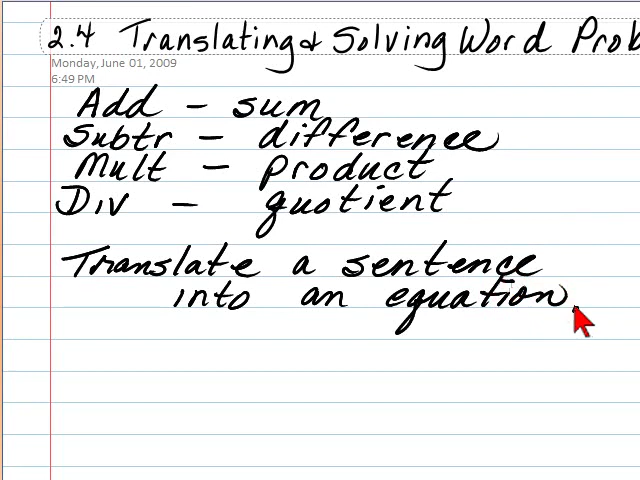 2.4 Translating & Solving Word Prob
Monday, June 01, 2009
6:49 PM
Add - sum
Subtr - difference
Mult - product
Div - quotient
Translate a sentence
into an equation.